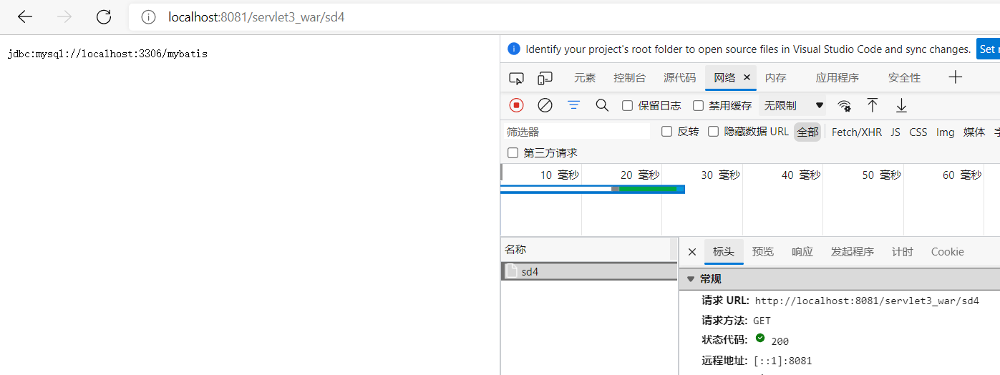 localhost:8081/servlet3_war/sd4
jdbc:mysql://localhost:3306/mybatis
Identify your project's root folder to open source files in Visual Studio Code and sync changes. Set
元素 控制台 源代码 网络 内存 应用程序 安全性
保留日志 禁用缓存 无限制
筛选器 反转 隐藏数据 URL 全部 Fetch/XHR JS CSS Img 媒体
第三方请求
10 毫秒 20 毫秒 30 毫秒 40 毫秒 50 毫秒 60 毫秒
名称
sd4
标头 预览 响应 发起程序 计时 Cookie
常规
请求 URL: http://localhost:8081/servlet3_war/sd4
请求方法: GET
状态代码: 200
远程地址: [::1]:8081